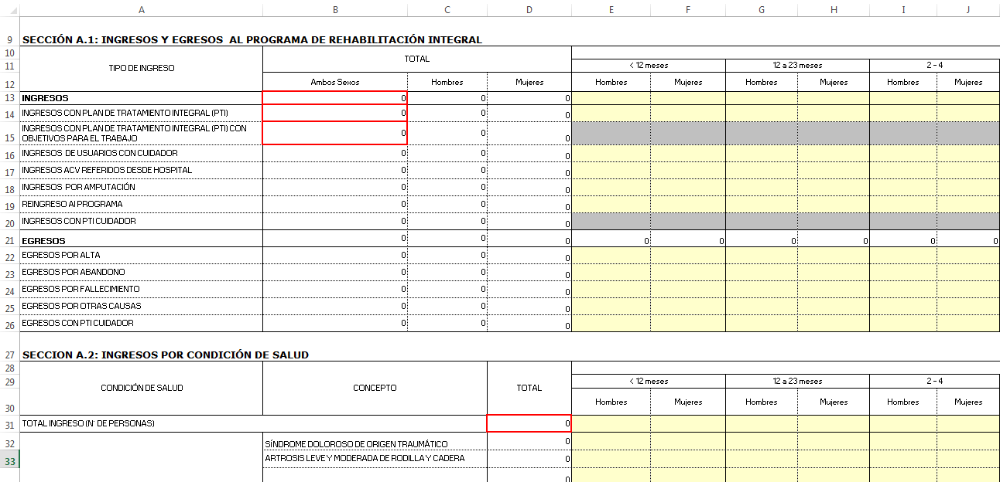 A B C D E F G H I J
9 SECCIÓN A.1: INGRESOS Y EGRESOS AL PROGRAMA DE REHABILITACIÓN INTEGRAL
10 TOTAL
11 TIPO DE INGRESO < 12 meses 12 a 23 meses 2 - 4
12 Ambos Sexos Hombres Mujeres Hombres Mujeres Hombres Mujeres Hombres Mujeres
13 INGRESOS 0 0 0
14 INGRESOS CON PLAN DE TRATAMIENTO INTEGRAL (PTI) 0 0 0
INGRESOS CON PLAN DE TRATAMIENTO INTEGRAL (PTI) CON
15 OBJETIVOS PARA EL TRABAJO 0 0 0
16 INGRESOS DE USUARIOS CON CUIDADOR 0 0 0
17 INGRESOS ACV REFERIDOS DESDE HOSPITAL 0 0 0
18 INGRESOS POR AMPUTACIÓN 0 0 0
19 REINGRESO Al PROGRAMA 0 0 0
20 INGRESOS CON PTI CUIDADOR 0 0 0
21 EGRESOS 0 0 0 0 0 0 0 0 0
22 EGRESOS POR ALTA 0 0 0
23 EGRESOS POR ABANDONO 0 0 0
24 EGRESOS POR FALLECIMIENTO 0 0 0
25 EGRESOS POR OTRAS CAUSAS 0 0 0
26 EGRESOS CON PTI CUIDADOR 0 0 0
27 SECCION A.2: INGRESOS POR CONDICIÓN DE SALUD
28
29 CONDICIÓN DE SALUD CONCEPTO TOTAL < 12 meses 12 a 23 meses 2 - 4
30 Hombres Mujeres Hombres Mujeres Hombres Mujeres
31 TOTAL INGRESO (N° DE PERSONAS) 0
32 SÍNDROME DOLOROSO DE ORIGEN TRAUMÁTICO 0
33 ARTROSIS LEVE Y MODERADA DE RODILLA Y CADERA 0
0